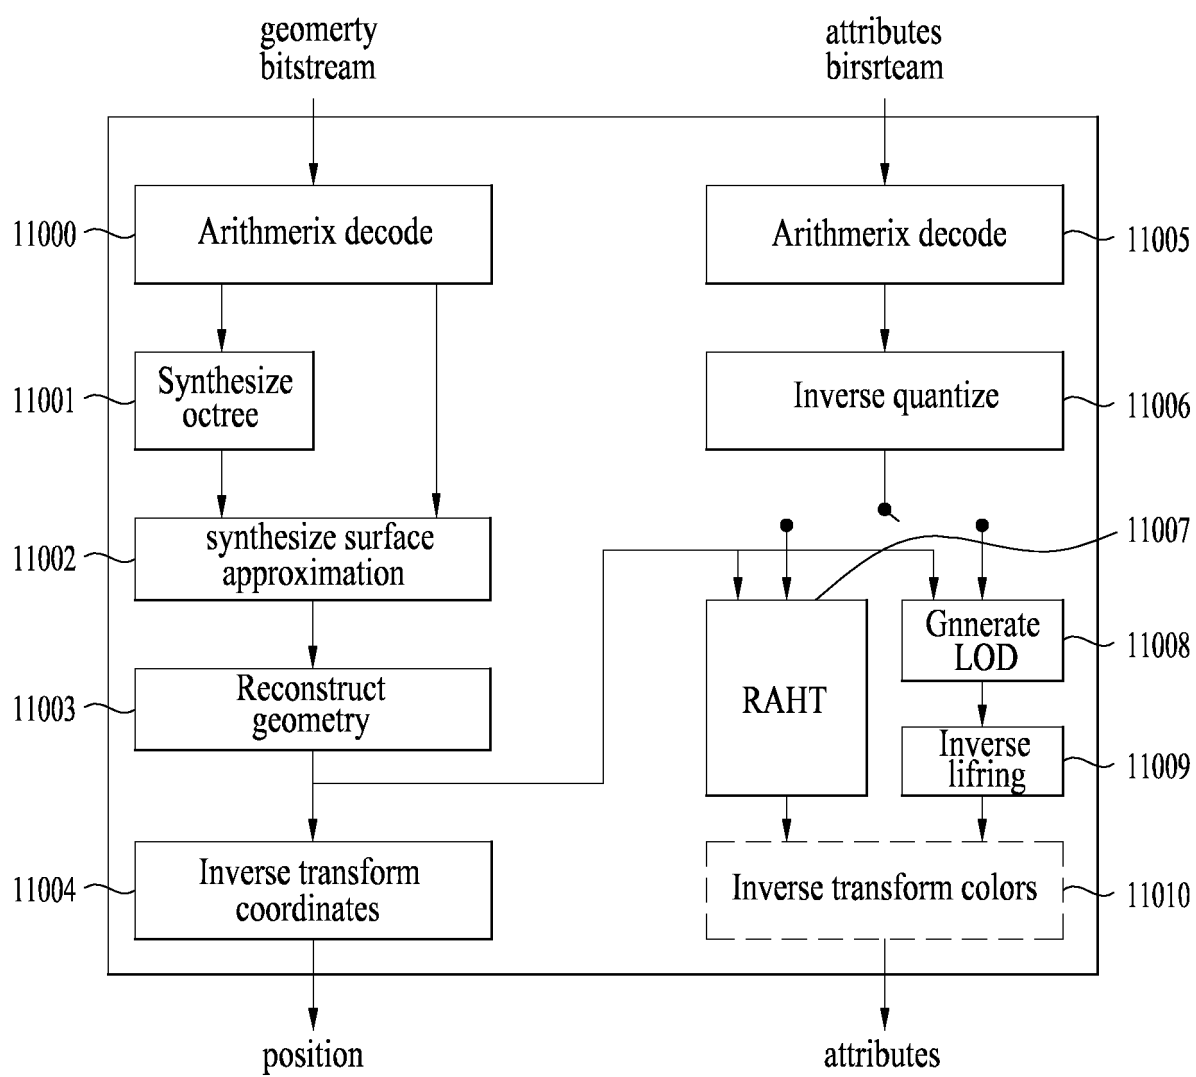 geomerty
bitstream
attributes
birsrteam
11000
Arithmerix decode
Arithmerix decode
11005
11001
Synthesize
octree
Inverse quantize
11006
11002
synthesize surface
approximation
11007
11003
Reconstruct
geometry
RAHT
Gnnerate
LOD
11008
Inverse
lifring
11009
11004
Inverse transform
coordinates
Inverse transform colors
11010
position
attributes